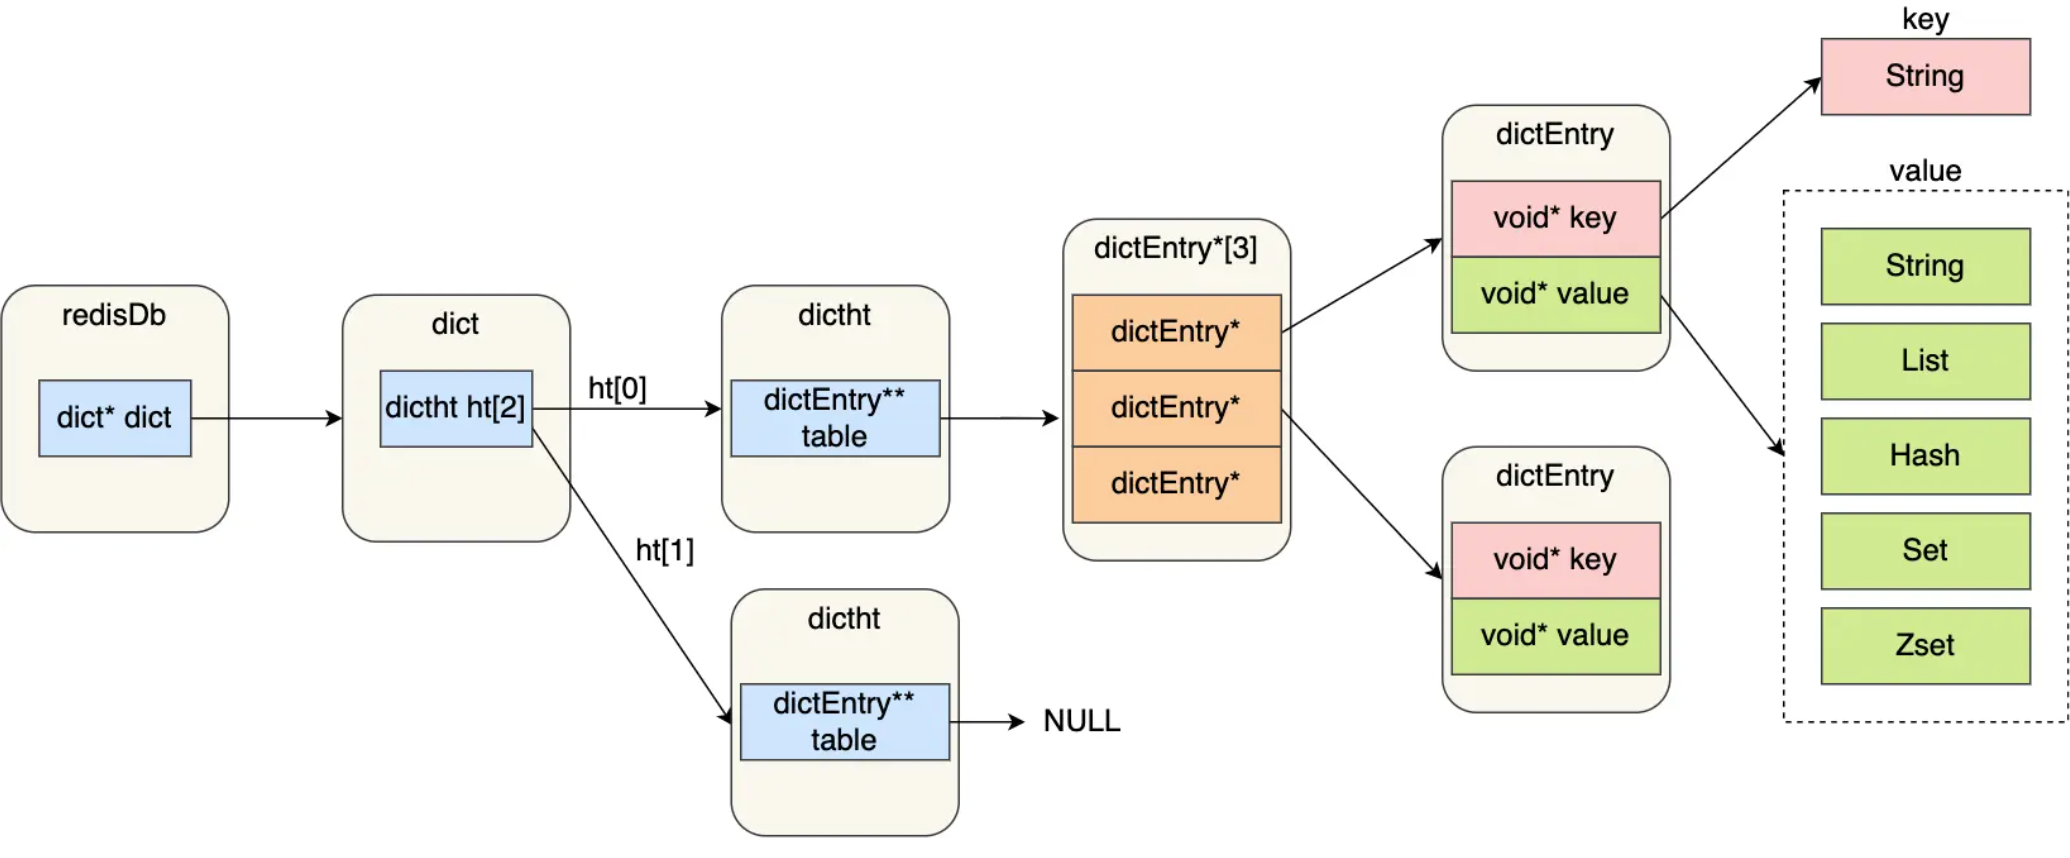 redisDb
dict* dict
dict
dictht ht[2]
ht[0]
ht[1]
dictht
dictEntry**
table
dictht
dictEntry**
table
NULL
dictEntry*[3]
dictEntry*
dictEntry*
dictEntry*
dictEntry
void* key
void* value
dictEntry
void* key
void* value
key
String
value
String
List
Hash
Set
Zset